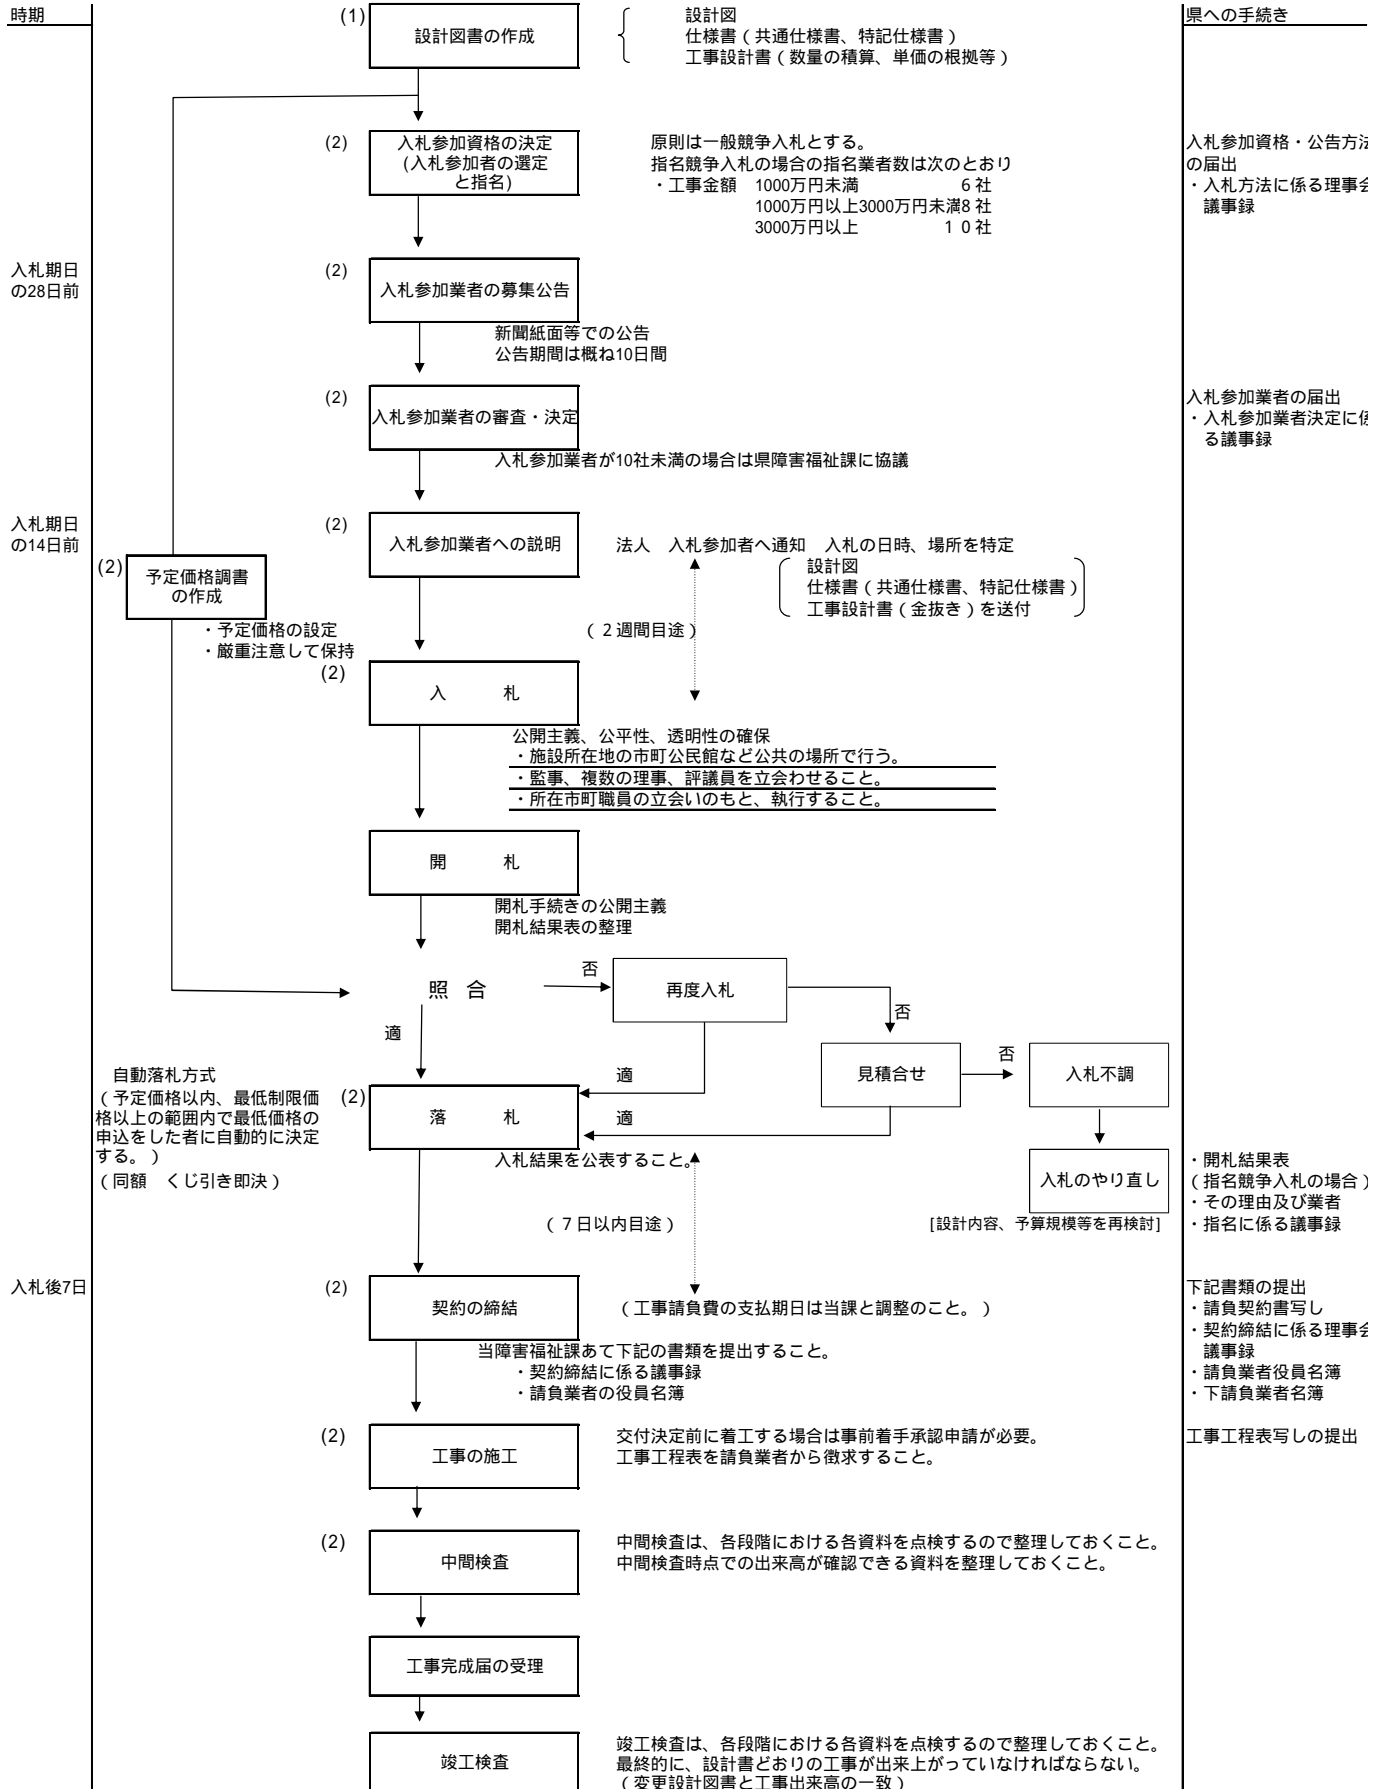 時期
県への手続き
(1)
設計図書の作成
設計図
仕様書（共通仕様書、特記仕様書）
工事設計書（数量の積算、単価の根拠等）
(2)
入札参加資格の決定
(入札参加者の選定
と指名)
原則は一般競争入札とする。
指名競争入札の場合の指名業者数は次のとおり
・工事金額　1000万円未満　6社
1000万円以上3000万円未満8社
3000万円以上　１０社
入札参加資格・公告方法
の届出
・入札方法に係る理事会
議事録
入札期日
の28日前
(2)
入札参加業者の募集公告
新聞紙面等での公告
公告期間は概ね10日間
(2)
入札参加業者の審査・決定
入札参加業者が10社未満の場合は県障害福祉課に協議
入札参加業者の届出
・入札参加業者決定に係
る議事録
入札期日
の14日前
(2)
入札参加業者への説明
法人　入札参加者へ通知　入札の日時、場所を特定
設計図
仕様書（共通仕様書、特記仕様書）
工事設計書（金抜き）を送付
(2)
予定価格調書
の作成
・予定価格の設定
・厳重注意して保持
（２週間目途）
(2)
入　　札
公開主義、公平性、透明性の確保
・施設所在地の市町公民館など公共の場所で行う。
・監事、複数の理事、評議員を立会わせること。
・所在市町職員の立会いのもと、執行すること。
開　　札
開札手続きの公開主義
開札結果表の整理
照　合
否
再度入札
否
適
見積合せ
否
入札不調
自動落札方式
（予定価格以内、最低制限価
格以上の範囲内で最低価格の
申込をした者に自動的に決定
する。）
（同額　くじ引き即決）
(2)
落　　札
適
適
入札結果を公表すること。
入札のやり直し
[設計内容、予算規模等を再検討]
（７日以内目途）
・開札結果表
（指名競争入札の場合）
・その理由及び業者
・指名に係る議事録
入札後7日
(2)
契約の締結
（工事請負費の支払期日は当課と調整のこと。）
当障害福祉課あて下記の書類を提出すること。
・契約締結に係る議事録
・請負業者の役員名簿
下記書類の提出
・請負契約書写し
・契約締結に係る理事会
議事録
・請負業者役員名簿
・下請負業者名簿
(2)
工事の施工
交付決定前に着工する場合は事前着手承認申請が必要。
工事工程表を請負業者から徴求すること。
工事工程表写しの提出
(2)
中間検査
中間検査は、各段階における各資料を点検するので整理しておくこと。
中間検査時点での出来高が確認できる資料を整理しておくこと。
工事完成届の受理
竣工検査
竣工検査は、各段階における各資料を点検するので整理しておくこと。
最終的に、設計書どおりの工事が出来上がっていなければならない。
（変更設計図書と工事出来高の一致）